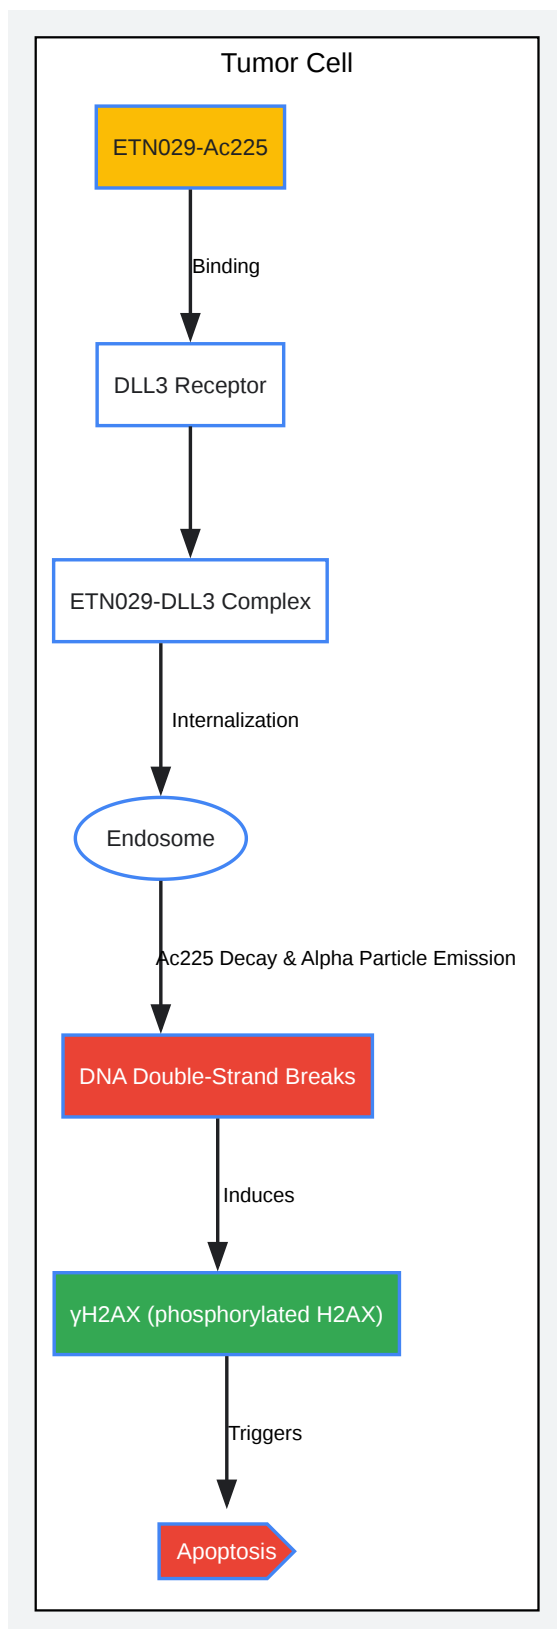 Tumor Cell
ETN029-Ac225
Binding
DLL3 Receptor
ETN029-DLL3 Complex
Internalization
Endosome
Ac225 Decay & Alpha Particle Emission
DNA Double-Strand Breaks
Induces
γH2AX (phosphorylated H2AX)
Triggers
Apoptosis